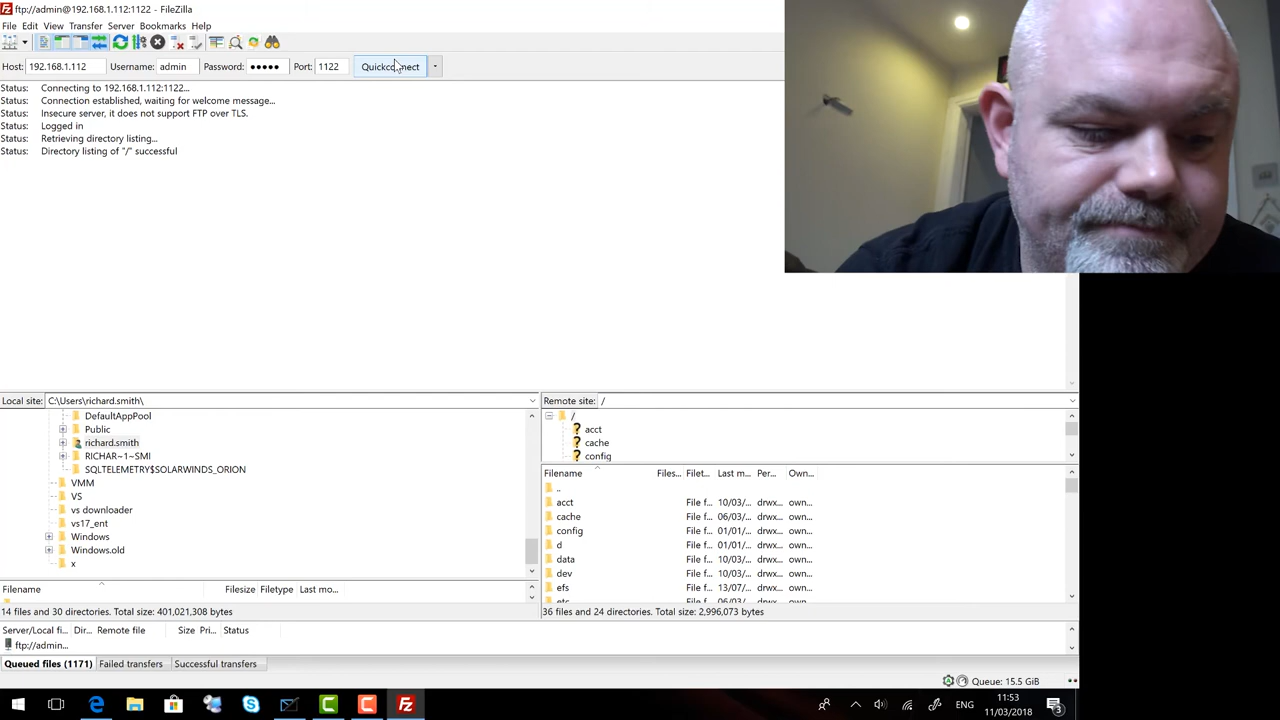 ftp://admin@192.168.1.112:1122 - FileZilla
File Edit View Transfer Server Bookmarks Help
Host: 192.168.1.112 Username: admin Password: ●●●●● Port: 1122 Quickconnect
Status: Connecting to 192.168.1.112:1122...
Status: Connection established, waiting for welcome message...
Status: Insecure server, it does not support FTP over TLS.
Status: Logged in
Status: Retrieving directory listing...
Status: Directory listing of "/" successful
Local site: C:\Users\richard.smith\
DefaultAppPool
Public
richard.smith
RICHAR~1~SMI
SQLTELEMETRY$SOLARWINDS_ORION
VMM
VS
vs downloader
vs17_ent
Windows
Windows.old
x
Filename Filesize Filetype Last mo...
14 files and 30 directories. Total size: 401,021,308 bytes
Remote site: /
/
? acct
? cache
? config
Filename Files... Filet... Last m... Per... Own...
..
acct File f... 10/03/... drwx... own...
cache File f... 06/03/... drwx... own...
config File f... 01/01/... drwx... own...
d File f... 01/01/... drwx... own...
data File f... 10/03/... drwx... own...
dev File f... 10/03/... drwx... own...
efs File f... 13/07/... drwx... own...
etc File f... 06/03/... drwx... own...
36 files and 24 directories. Total size: 2,996,073 bytes
Server/Local fi... Dir... Remote file Size Pri... Status
ftp://admin...
Queued files (1171) Failed transfers Successful transfers
Queue: 15.5 GiB
ENG
11:53
11/03/2018
3